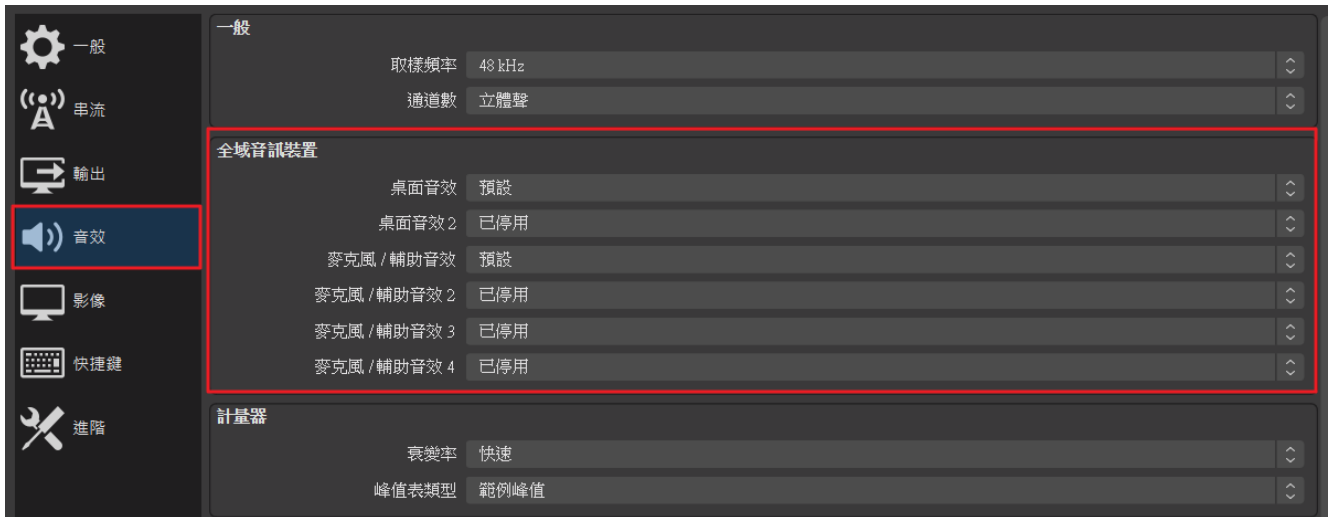 一般
串流
輸出
音效
影像
快捷鍵
進階
一般
取樣頻率 48 kHz
通道數 立體聲
全域音訊裝置
桌面音效 預設
桌面音效 2 已停用
麥克風 / 輔助音效 預設
麥克風 / 輔助音效 2 已停用
麥克風 / 輔助音效 3 已停用
麥克風 / 輔助音效 4 已停用
計量器
衰變率 快速
峰值表類型 範例峰值